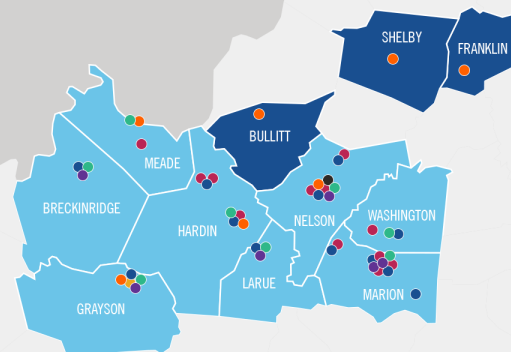 SHELBY
FRANKLIN
BULLITT
MEADE
BRECKINRIDGE
HARDIN
NELSON
WASHINGTON
LARUE
MARION
GRAYSON